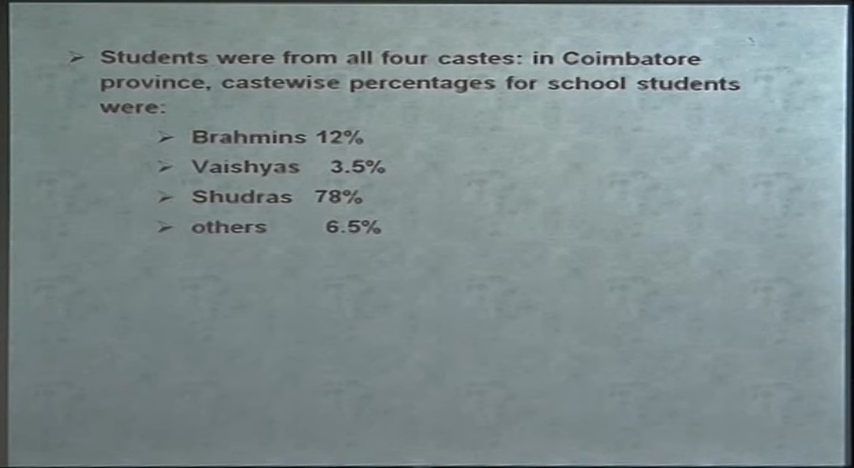 ➢ Students were from all four castes: in Coimbatore
province, castewise percentages for school students
were:
➢ Brahmins 12%
➢ Vaishyas 3.5%
➢ Shudras 78%
➢ others 6.5%